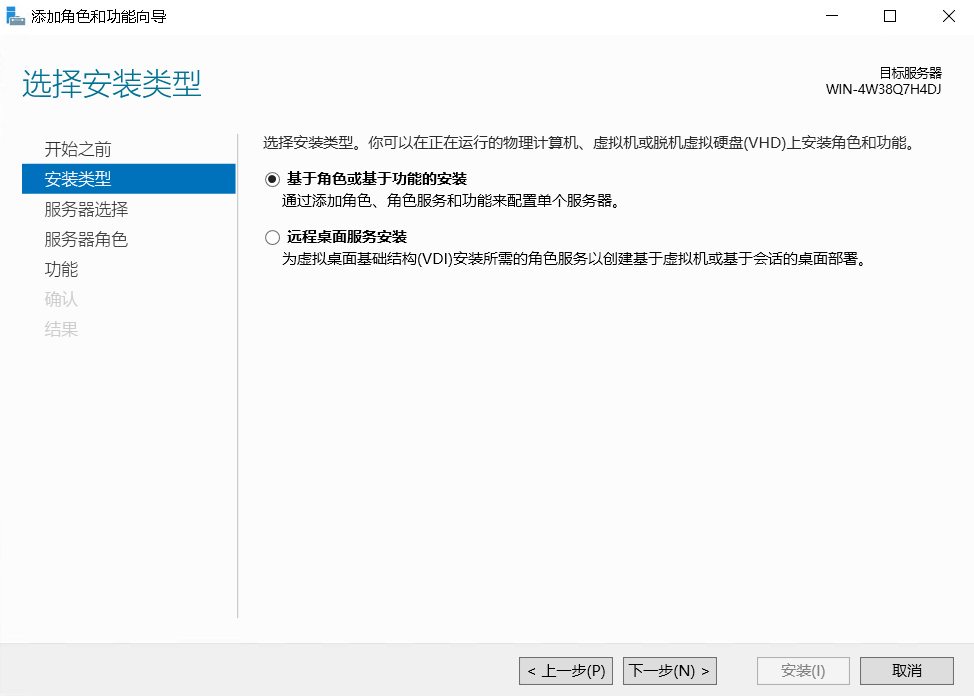 添加角色和功能向导
选择安装类型
目标服务器
WIN-4W38Q7H4DJ
开始之前
安装类型
服务器选择
服务器角色
功能
确认
结果
选择安装类型。你可以在正在运行的物理计算机、虚拟机或脱机虚拟硬盘(VHD)上安装角色和功能。
基于角色或基于功能的安装
通过添加角色、角色服务和功能来配置单个服务器。
远程桌面服务安装
为虚拟桌面基础结构(VDI)安装所需的角色服务以创建基于虚拟机或基于会话的桌面部署。
< 上一步(P) 下一步(N) > 安装(I) 取消